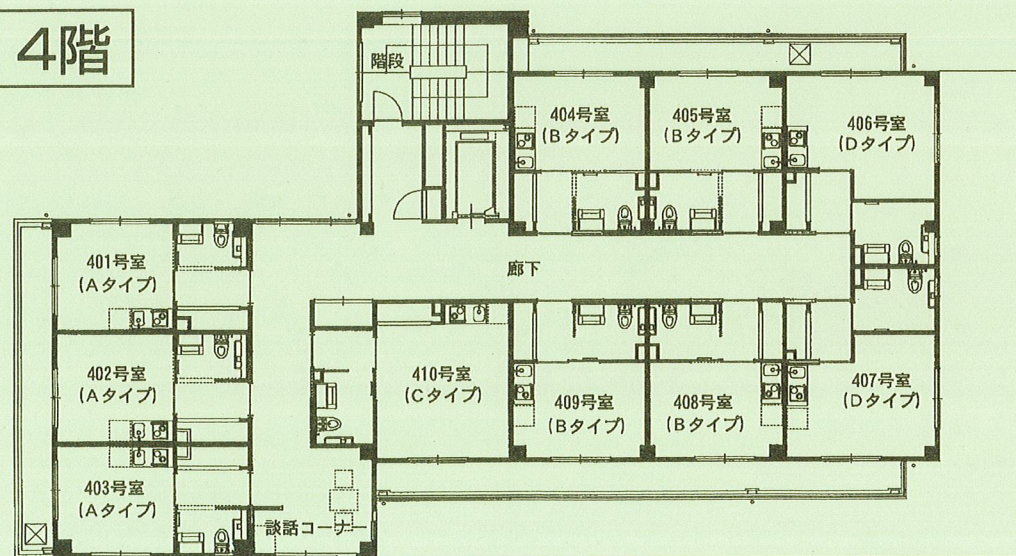 4階
階段
404号室
(Bタイプ)
405号室
(Bタイプ)
406号室
(Dタイプ)
401号室
(Aタイプ)
廊下
402号室
(Aタイプ)
410号室
(Cタイプ)
409号室
(Bタイプ)
408号室
(Bタイプ)
407号室
(Dタイプ)
403号室
(Aタイプ)
談話コーナー